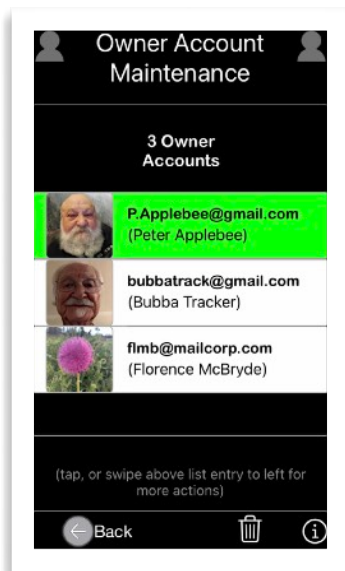 Owner Account
Maintenance
3 Owner
Accounts
P.Applebee@gmail.com
(Peter Applebee)
bubbatrack@gmail.com
(Bubba Tracker)
flmb@mailcorp.com
(Florence McBryde)
(tap, or swipe above list entry to left for
more actions)
Back